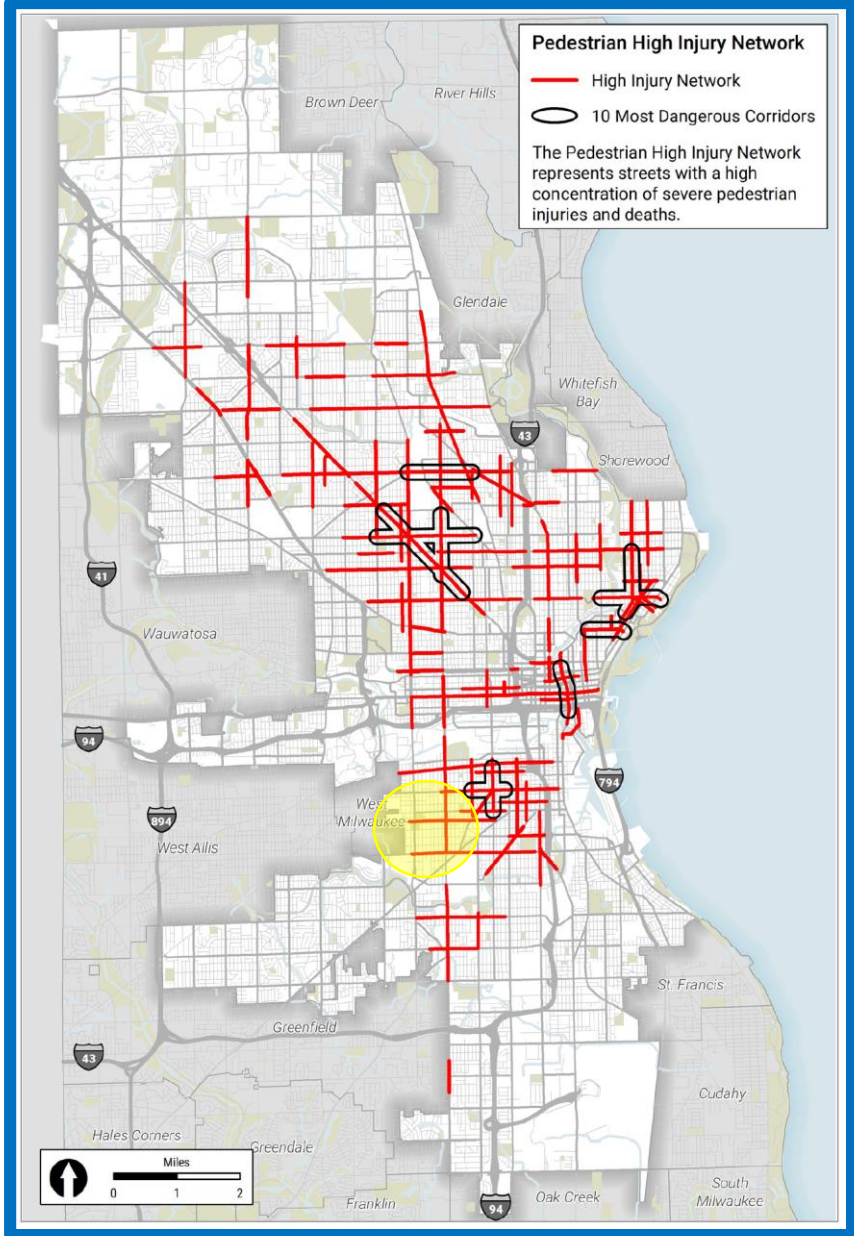 Pedestrian High Injury Network
High Injury Network
10 Most Dangerous Corridors
The Pedestrian High Injury Network
represents streets with a high
concentration of severe pedestrian
injuries and deaths.
Brown Deer
River Hills
Glendale
Whitefish
Bay
43
Shorewood
41
Wauwatosa
94
794
894
West
Milwaukee
West Allis
St. Francis
Greenfield
43
Cudahy
Hales Corners
Greendale
Miles
0 1 2
Franklin
94
Oak Creek
South
Milwaukee